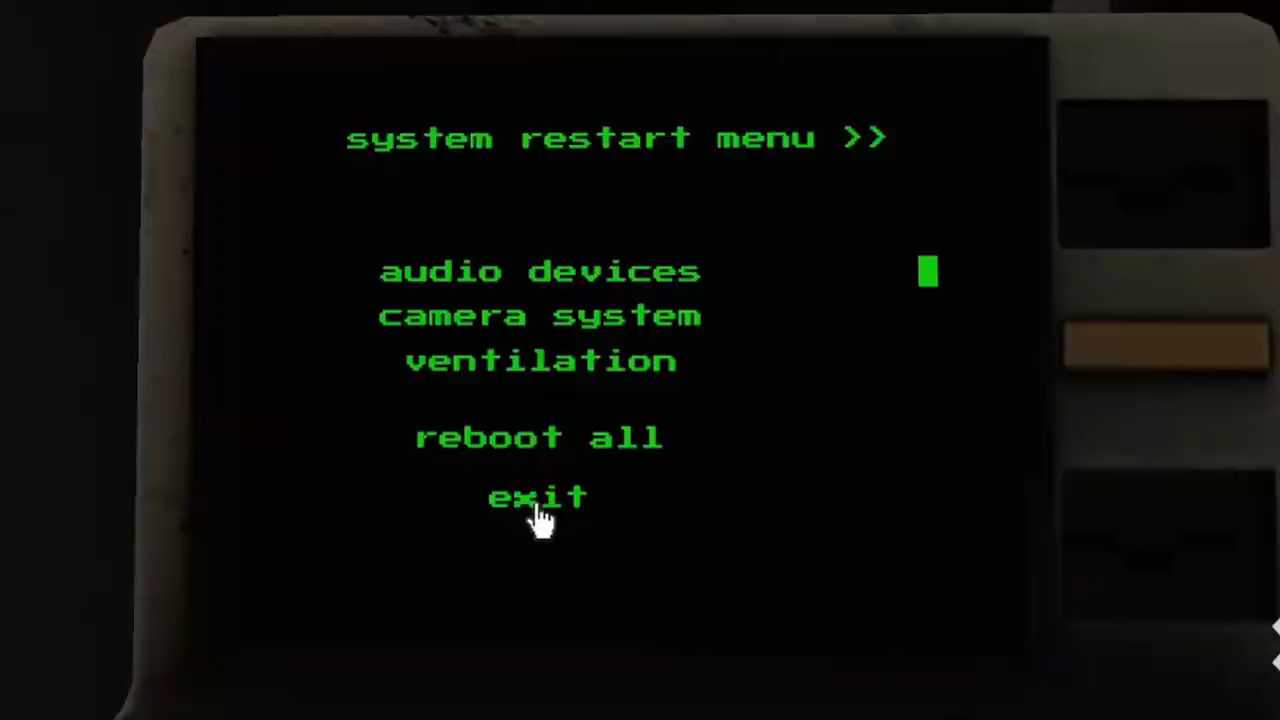 system restart menu >>
audio devices
camera system
ventilation
reboot all
exit